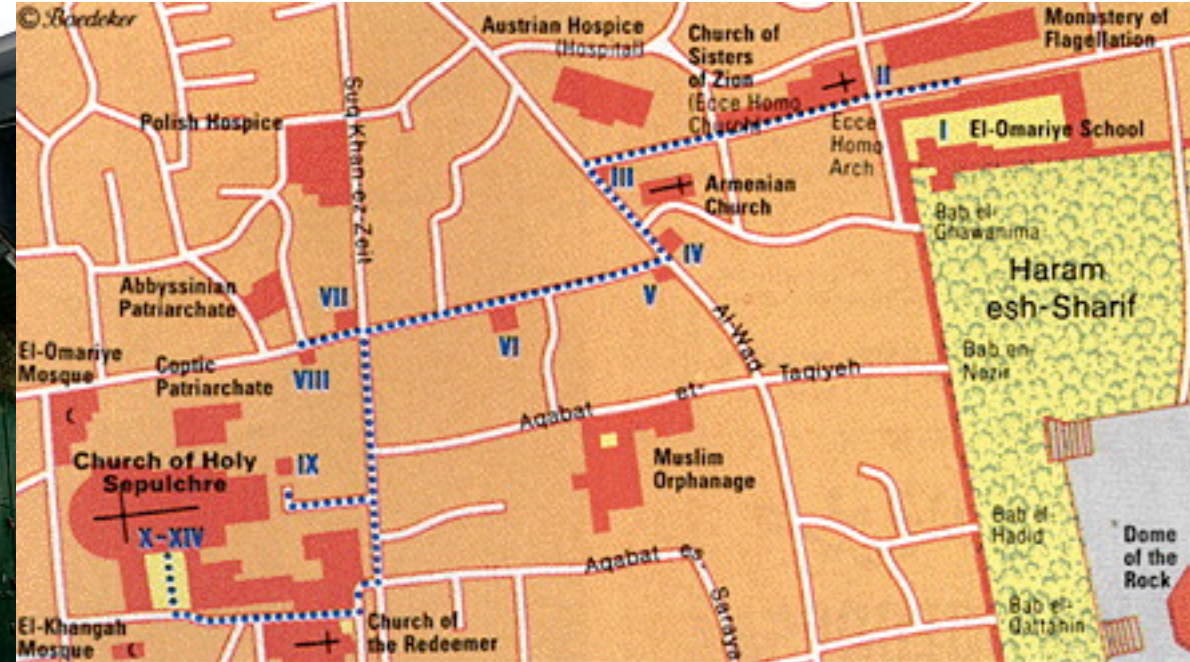 © Baedeker
Austrian Hospice
(Hospital)
Church of
Sisters
of Zion
(Ecce Homo
Church)
Monastery of
Flagellation
II
Polish Hospice
Suq Khan-ez-Zeit
Ecce
Homo
Arch
I
El-Omariye School
III
Armenian
Church
Bab el-
Ghawanima
IV
Haram
esh-Sharif
Abbyssinian
Patriarchate
VII
V
Al-Wad
El-Omariye
Mosque
Coptic
Patriarchate
VIII
VI
Bab en-
Nazir
Aqabat et-Taqiyeh
Church of Holy
Sepulchre
IX
Muslim
Orphanage
X-XIV
Bab el-
Hadid
Dome
of the
Rock
Aqabat es-Saraya
El-Khangah
Mosque
Church of
the Redeemer
Bab el-
Qattanin